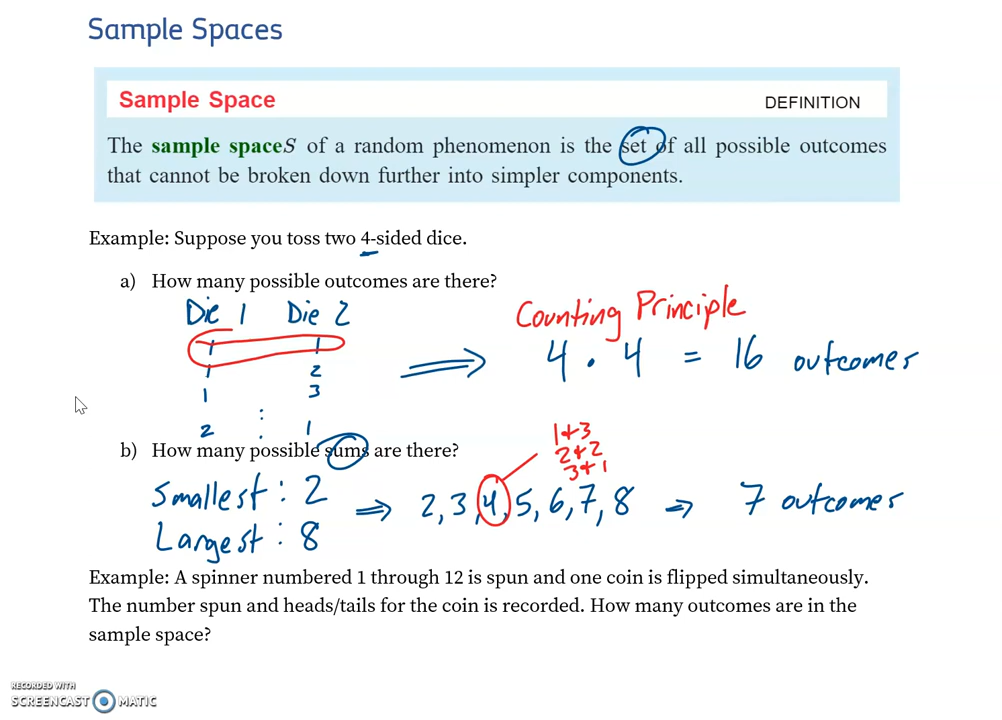 Sample Spaces
Sample Space DEFINITION
The sample spaceS of a random phenomenon is the set of all possible outcomes
that cannot be broken down further into simpler components.
Example: Suppose you toss two 4-sided dice.
a) How many possible outcomes are there?
Die 1 Die 2
Counting Principle
1 1
4 · 4 = 16 outcomes
1 2
1 3
⋮
2 1
1+3
b) How many possible sums are there?
2+2
3+1
Smallest: 2 ⇒ 2, 3, 4, 5, 6, 7, 8 ⇒ 7 outcomes
Largest: 8
Example: A spinner numbered 1 through 12 is spun and one coin is flipped simultaneously.
The number spun and heads/tails for the coin is recorded. How many outcomes are in the
sample space?
RECORDED WITH
SCREENCAST MATIC